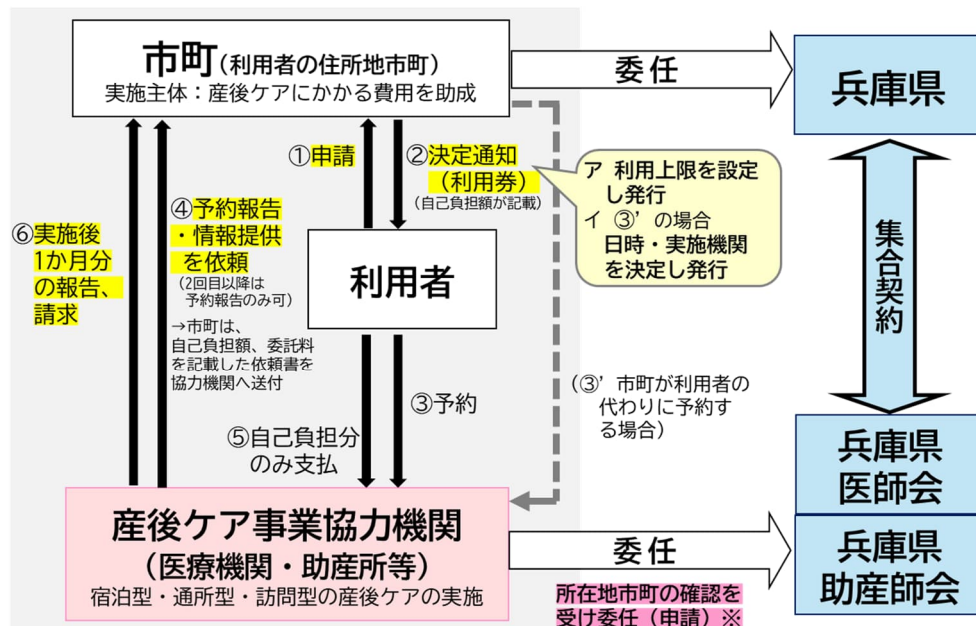 市町(利用者の住所地市町)
実施主体：産後ケアにかかる費用を助成
委任
兵庫県
①申請
②決定通知
（利用券）
（自己負担額が記載）
ア 利用上限を設定
し発行
イ ③’の場合
日時・実施機関
を決定し発行
⑥実施後
1か月分
の報告、
請求
④予約報告
・情報提供
を依頼
（2回目以降は
予約報告のみ可）
→市町は、
自己負担額、委託料
を記載した依頼書を
協力機関へ送付
利用者
集合契約
③予約
⑤自己負担分
のみ支払
（③’市町が利用者の
代わりに予約す
る場合）
産後ケア事業協力機関
（医療機関・助産所等）
宿泊型・通所型・訪問型の産後ケアの実施
委任
所在地市町の確認を
受け委任（申請）※
兵庫県
医師会
兵庫県
助産師会